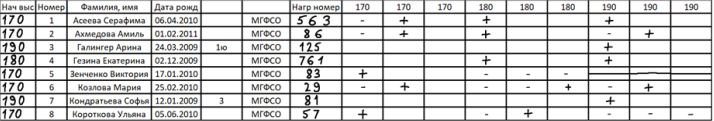 Нач выс Номер Фамилия, имя Дата рожд Нагр номер 170 170 170 180 180 180 190 190 190
170 1 Асеева Серафима 06.04.2010 МГФСО 563 - + + +
170 2 Ахмедова Амиль 01.02.2011 МГФСО 86 - + + - +
190 3 Галингер Арина 24.03.2009 1ю МГФСО 125 +
180 4 Гезина Екатерина 02.12.2009 МГФСО 761 + +
170 5 Зенченко Виктория 17.01.2010 МГФСО 83 + - - -
170 6 Козлова Мария 25.02.2010 МГФСО 29 - + - - + - +
190 7 Кондратьева Софья 12.01.2009 3 МГФСО 81 +
170 8 Короткова Ульяна 05.06.2010 МГФСО 57 + - + - - -